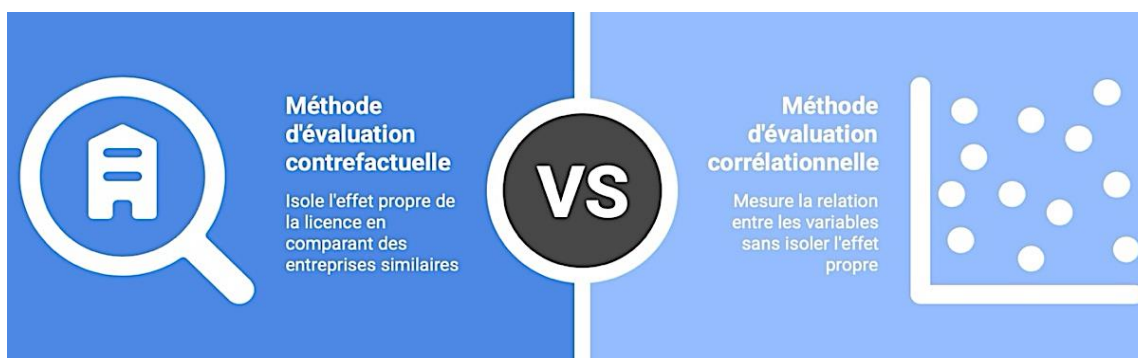 Méthode
d'évaluation
contrefactuelle
Isole l'effet propre de
la licence en
comparant des
entreprises similaires
VS
Méthode
d'évaluation
corrélationnelle
Mesure la relation
entre les variables
sans isoler l'effet
propre